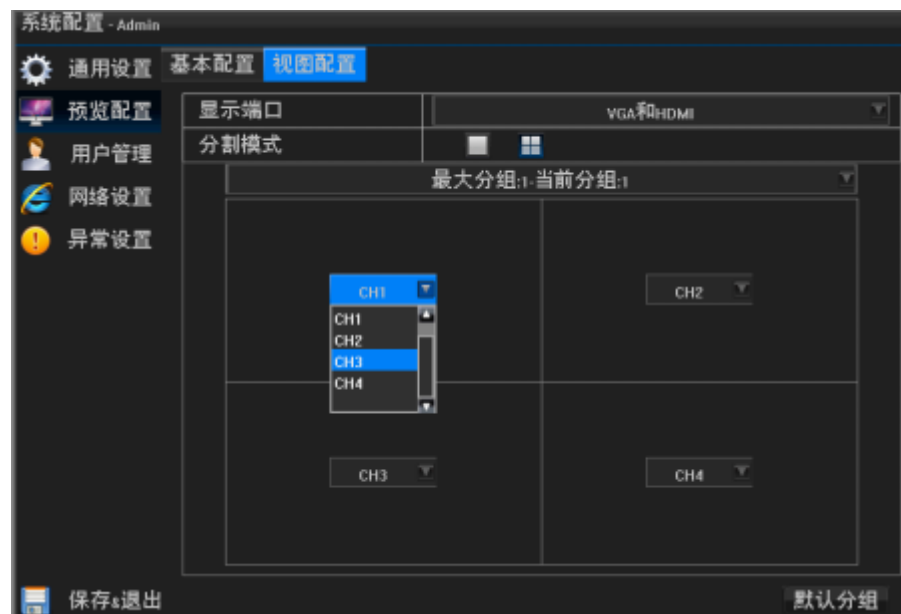 系统配置 - Admin
通用设置 基本配置 视图配置
预览配置 显示端口 VGA和HDMI
用户管理 分割模式
网络设置 最大分组:1-当前分组:1
异常设置
CH1 CH2
CH1
CH2
CH3
CH4
CH3 CH4
保存&退出 默认分组